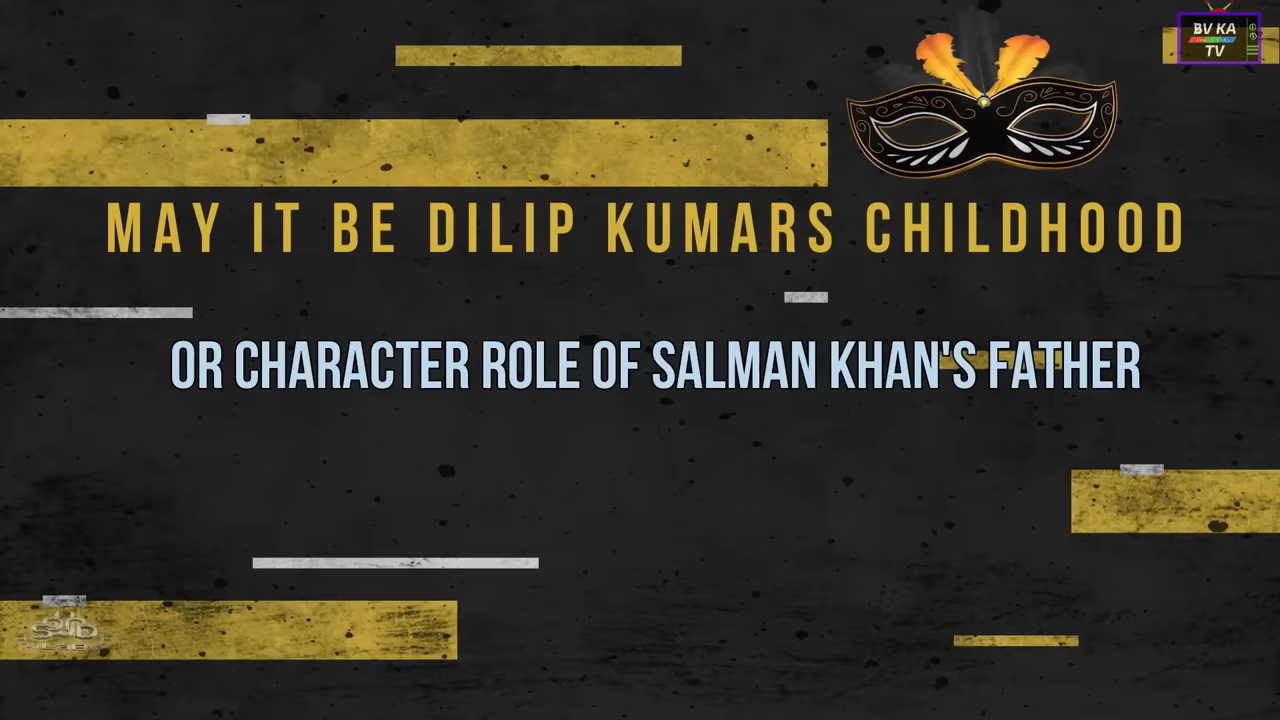 BV KA
TV
MAY IT BE DILIP KUMARS CHILDHOOD
OR CHARACTER ROLE OF SALMAN KHAN'S FATHER